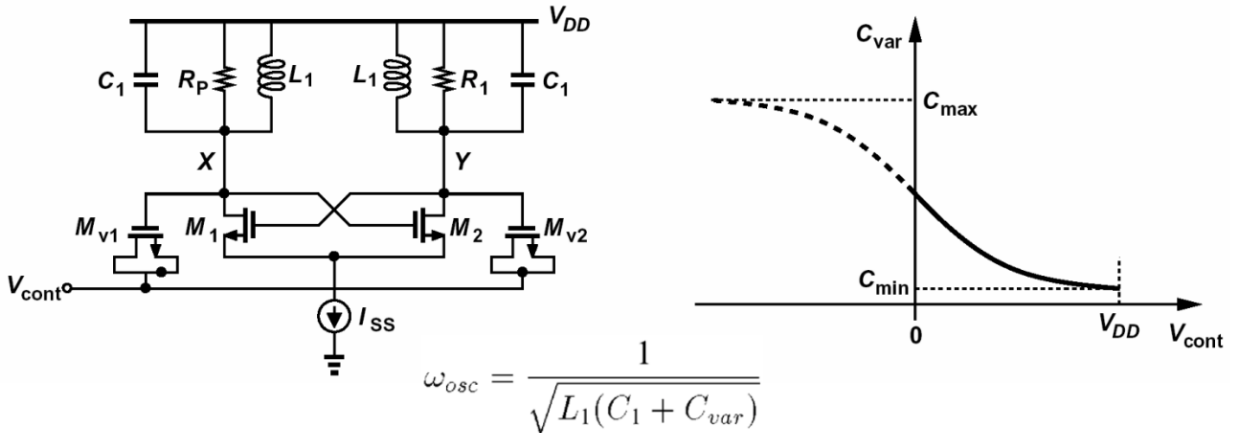 V_DD
C_1 R_P L_1 L_1 R_1 C_1
X Y
M_v1 M_1 M_2 M_v2
V_cont
I_SS
C_var
C_max
C_min
0 V_DD V_cont
ω_osc = 1 / √(L_1(C_1 + C_var))